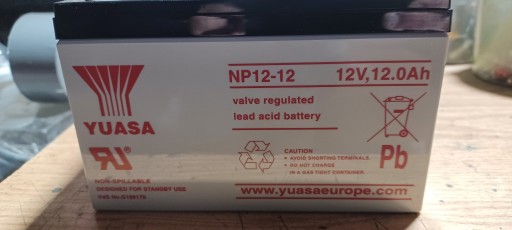 NP12-12 12V,12.0Ah
valve regulated
lead acid battery
YUASA
CAUTION
• AVOID SHORTING TERMINALS
• DO NOT CHARGE
IN A GAS TIGHT CONTAINER
Pb
NON-SPILLABLE
DESIGNED FOR STANDBY USE
www.yuasaeurope.com